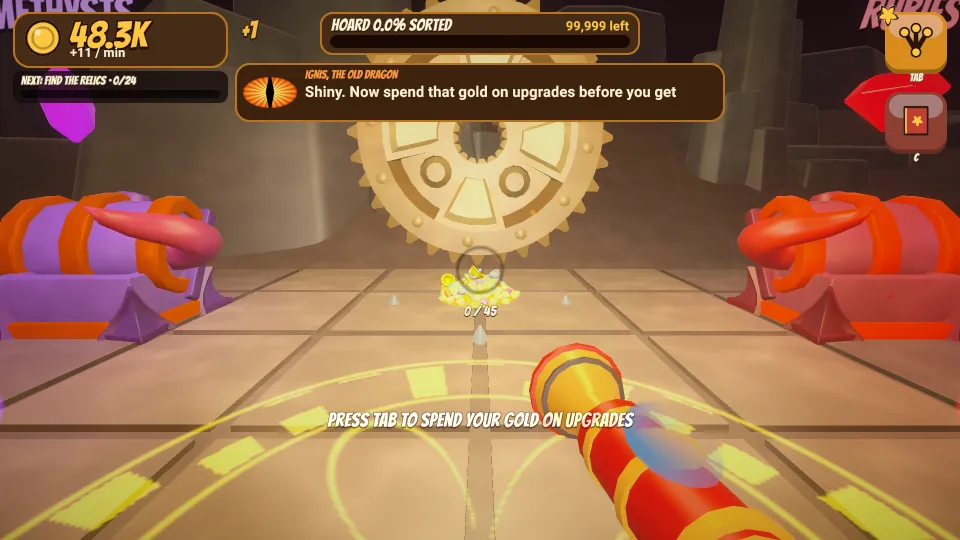 METHYSTS
RUBIES
48.3K
+11 / min
+1
HOARD 0.0% SORTED
99,999 left
NEXT: FIND THE RELICS • 0/24
TAB
IGNIS, THE OLD DRAGON
Shiny. Now spend that gold on upgrades before you get
C
0/45
PRESS TAB TO SPEND YOUR GOLD ON UPGRADES